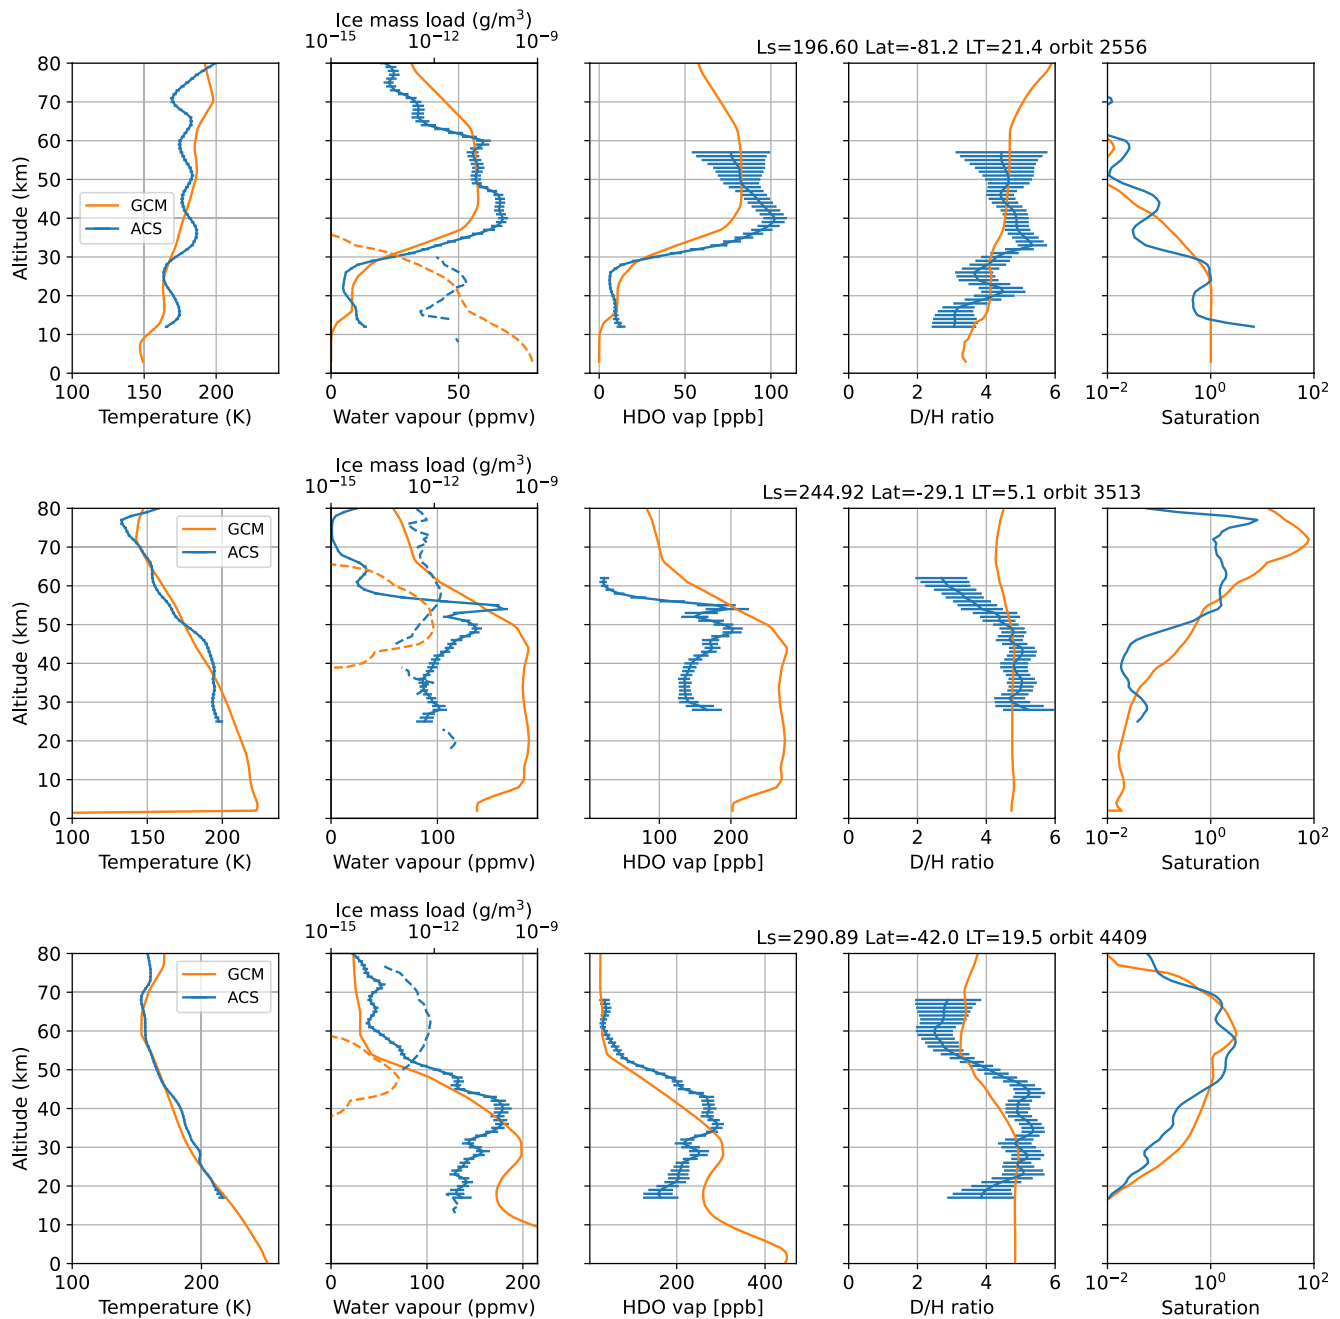 Ice mass load (g/m³)
10⁻¹⁵ 10⁻¹² 10⁻⁹
Ls=196.60 Lat=-81.2 LT=21.4 orbit 2556
80
70
60
50
40
30
20
10
0
Altitude (km)
GCM
ACS
100 150 200
0 50
0 50 100
0 2 4 6
10⁻² 10⁰ 10²
Temperature (K) Water vapour (ppmv) HDO vap [ppb] D/H ratio Saturation
Ice mass load (g/m³)
10⁻¹⁵ 10⁻¹² 10⁻⁹
Ls=244.92 Lat=-29.1 LT=5.1 orbit 3513
80
70
60
50
40
30
20
10
0
Altitude (km)
GCM
ACS
100 150 200
0 100
100 200
0 2 4 6
10⁻² 10⁰ 10²
Temperature (K) Water vapour (ppmv) HDO vap [ppb] D/H ratio Saturation
Ice mass load (g/m³)
10⁻¹⁵ 10⁻¹² 10⁻⁹
Ls=290.89 Lat=-42.0 LT=19.5 orbit 4409
80
70
60
50
40
30
20
10
0
Altitude (km)
GCM
ACS
100 200
0 100 200
200 400
0 2 4 6
10⁻² 10⁰ 10²
Temperature (K) Water vapour (ppmv) HDO vap [ppb] D/H ratio Saturation